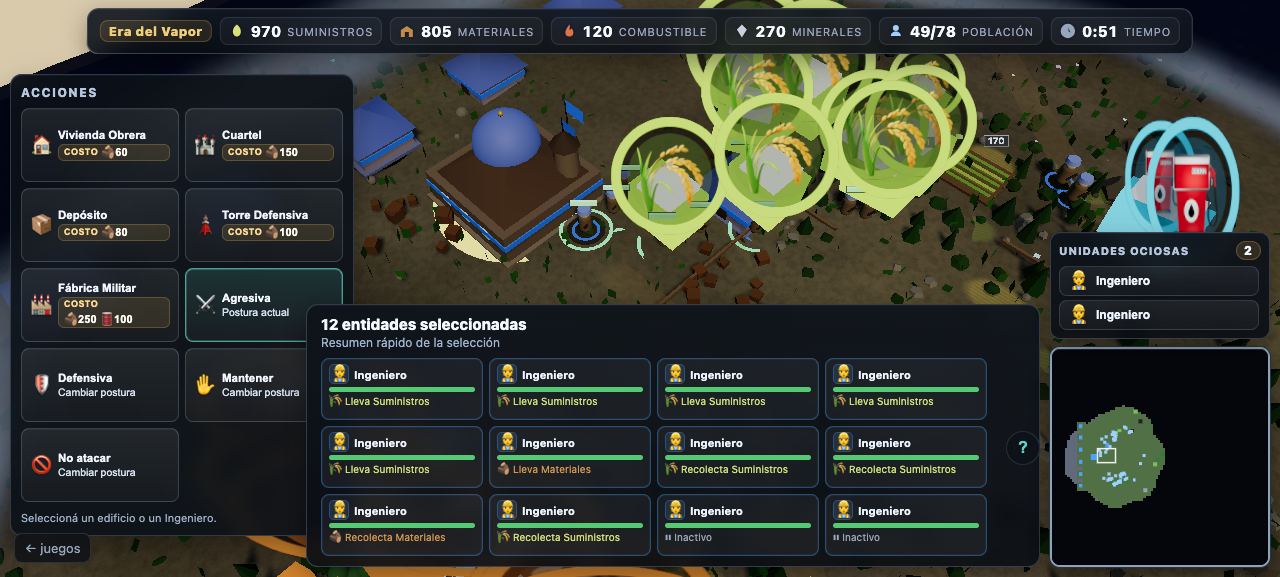 Era del Vapor
970 SUMINISTROS
805 MATERIALES
120 COMBUSTIBLE
270 MINERALES
49/78 POBLACIÓN
0:51 TIEMPO
ACCIONES
Vivienda Obrera
COSTO 60
Cuartel
COSTO 150
Depósito
COSTO 80
Torre Defensiva
COSTO 100
Fábrica Militar
COSTO
250 100
Agresiva
Postura actual
Defensiva
Cambiar postura
Mantener
Cambiar postura
No atacar
Cambiar postura
Seleccioná un edificio o un Ingeniero.
← juegos
170
12 entidades seleccionadas
Resumen rápido de la selección
Ingeniero
Lleva Suministros
Ingeniero
Lleva Suministros
Ingeniero
Lleva Suministros
Ingeniero
Lleva Suministros
Ingeniero
Lleva Suministros
Ingeniero
Lleva Materiales
Ingeniero
Recolecta Suministros
Ingeniero
Recolecta Suministros
Ingeniero
Recolecta Materiales
Ingeniero
Recolecta Suministros
Ingeniero
Inactivo
Ingeniero
Inactivo
?
UNIDADES OCIOSAS 2
Ingeniero
Ingeniero